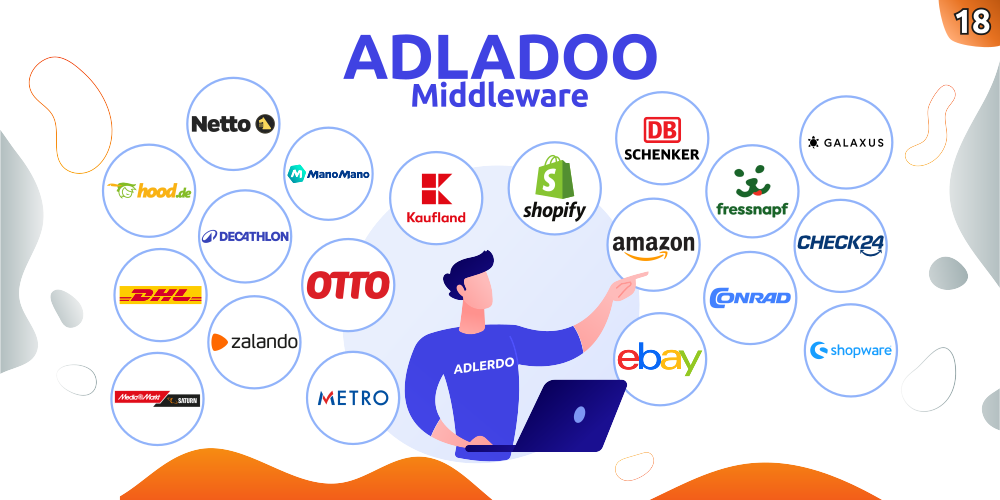 18
ADLADOO
Middleware
Netto
hood.de
ManoMano
DECATHLON
DHL
OTTO
zalando
MediaMarkt
SATURN
METRO
Kaufland
shopify
DB
SCHENKER
GALAXUS
fressnapf
amazon
CHECK24
CONRAD
ebay
shopware
ADLERDO